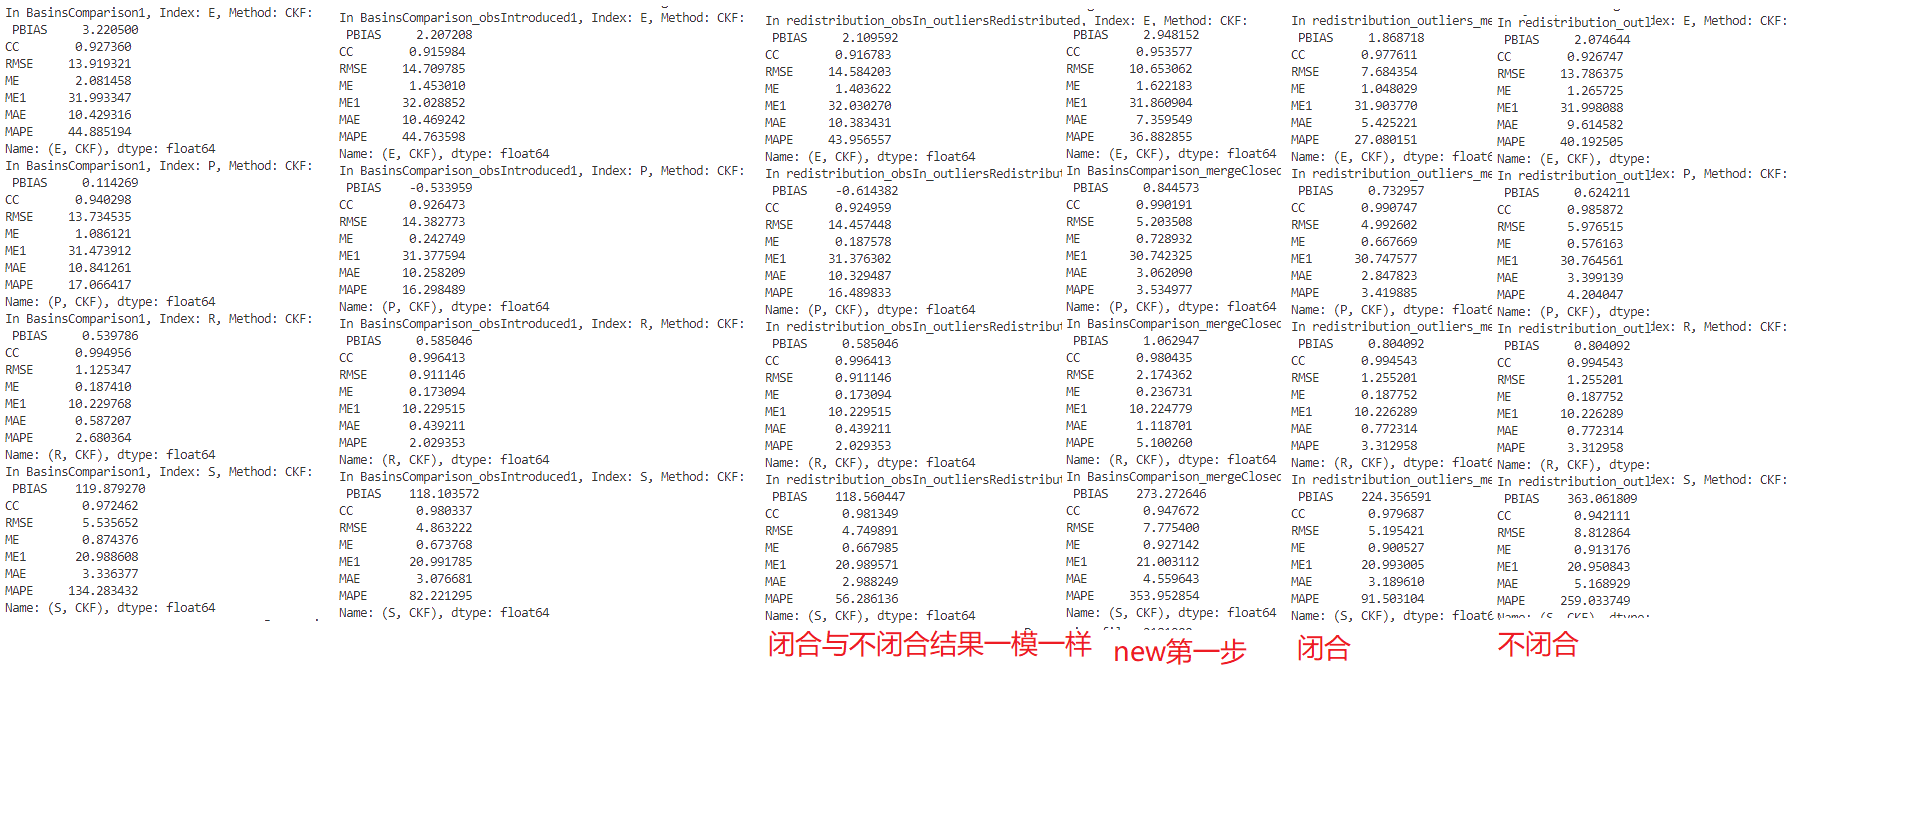 In BasinsComparison1, Index: E, Method: CKF:
PBIAS 3.220500
CC 0.927360
RMSE 13.919321
ME 2.081458
ME1 31.993347
MAE 10.429316
MAPE 44.885194
Name: (E, CKF), dtype: float64
In BasinsComparison1, Index: P, Method: CKF:
PBIAS 0.114269
CC 0.940298
RMSE 13.734535
ME 1.086121
ME1 31.473912
MAE 10.841261
MAPE 17.066417
Name: (P, CKF), dtype: float64
In BasinsComparison1, Index: R, Method: CKF:
PBIAS 0.539786
CC 0.994956
RMSE 1.125347
ME 0.187410
ME1 10.229768
MAE 0.587207
MAPE 2.680364
Name: (R, CKF), dtype: float64
In BasinsComparison1, Index: S, Method: CKF:
PBIAS 119.879270
CC 0.972462
RMSE 5.535652
ME 0.874376
ME1 20.988608
MAE 3.336377
MAPE 134.283432
Name: (S, CKF), dtype: float64
In BasinsComparison_obsIntroduced1, Index: E, Method: CKF:
PBIAS 2.207208
CC 0.915984
RMSE 14.709785
ME 1.453010
ME1 32.028852
MAE 10.469242
MAPE 44.763598
Name: (E, CKF), dtype: float64
In BasinsComparison_obsIntroduced1, Index: P, Method: CKF:
PBIAS -0.533959
CC 0.926473
RMSE 14.382773
ME 0.242749
ME1 31.377594
MAE 10.258209
MAPE 16.298489
Name: (P, CKF), dtype: float64
In BasinsComparison_obsIntroduced1, Index: R, Method: CKF:
PBIAS 0.585046
CC 0.996413
RMSE 0.911146
ME 0.173094
ME1 10.229515
MAE 0.439211
MAPE 2.029353
Name: (R, CKF), dtype: float64
In BasinsComparison_obsIntroduced1, Index: S, Method: CKF:
PBIAS 118.103572
CC 0.980337
RMSE 4.863222
ME 0.673768
ME1 20.991785
MAE 3.076681
MAPE 82.221295
Name: (S, CKF), dtype: float64
In redistribution_obsIn_outliersRedistributed, Index: E, Method: CKF:
PBIAS 2.109592
CC 0.916783
RMSE 14.584203
ME 1.403622
ME1 32.030270
MAE 10.383431
MAPE 43.956557
Name: (E, CKF), dtype: float64
In redistribution_obsIn_outliersRedistribut
PBIAS -0.614382
CC 0.924959
RMSE 14.457448
ME 0.187578
ME1 31.376302
MAE 10.329487
MAPE 16.489833
Name: (P, CKF), dtype: float64
In redistribution_obsIn_outliersRedistribut
PBIAS 0.585046
CC 0.996413
RMSE 0.911146
ME 0.173094
ME1 10.229515
MAE 0.439211
MAPE 2.029353
Name: (R, CKF), dtype: float64
In redistribution_obsIn_outliersRedistribut
PBIAS 118.560447
CC 0.981349
RMSE 4.749891
ME 0.667985
ME1 20.989571
MAE 2.988249
MAPE 56.286136
Name: (S, CKF), dtype: float64
闭合与不闭合结果一模一样
PBIAS 2.948152
CC 0.953577
RMSE 10.653062
ME 1.622183
ME1 31.860904
MAE 7.359549
MAPE 36.882855
Name: (E, CKF), dtype: float64
In BasinsComparison_mergeClosed
PBIAS 0.844573
CC 0.990191
RMSE 5.203508
ME 0.728932
ME1 30.742325
MAE 3.062090
MAPE 3.534977
Name: (P, CKF), dtype: float64
In BasinsComparison_mergeClosed
PBIAS 1.062947
CC 0.980435
RMSE 2.174362
ME 0.236731
ME1 10.224779
MAE 1.118701
MAPE 5.100260
Name: (R, CKF), dtype: float64
In BasinsComparison_mergeClosed
PBIAS 273.272646
CC 0.947672
RMSE 7.775400
ME 0.927142
ME1 21.003112
MAE 4.559643
MAPE 353.952854
Name: (S, CKF), dtype: float64
new第一步
In redistribution_outliers_me
PBIAS 1.868718
CC 0.977611
RMSE 7.684354
ME 1.048029
ME1 31.903770
MAE 5.425221
MAPE 27.080151
Name: (E, CKF), dtype: float6
In redistribution_outliers_me
PBIAS 0.732957
CC 0.990747
RMSE 4.992602
ME 0.667669
ME1 30.747577
MAE 2.847823
MAPE 3.419885
Name: (P, CKF), dtype: float6
In redistribution_outliers_me
PBIAS 0.804092
CC 0.994543
RMSE 1.255201
ME 0.187752
ME1 10.226289
MAE 0.772314
MAPE 3.312958
Name: (R, CKF), dtype: float6
In redistribution_outliers_me
PBIAS 224.356591
CC 0.979687
RMSE 5.195421
ME 0.900527
ME1 20.993005
MAE 3.189610
MAPE 91.503104
Name: (S, CKF), dtype: float6
闭合
In redistribution_outldex: E, Method: CKF:
PBIAS 2.074644
CC 0.926747
RMSE 13.786375
ME 1.265725
ME1 31.998088
MAE 9.614582
MAPE 40.192505
Name: (E, CKF), dtype:
In redistribution_outldex: P, Method: CKF:
PBIAS 0.624211
CC 0.985872
RMSE 5.976515
ME 0.576163
ME1 30.764561
MAE 3.399139
MAPE 4.204047
Name: (P, CKF), dtype:
In redistribution_outldex: R, Method: CKF:
PBIAS 0.804092
CC 0.994543
RMSE 1.255201
ME 0.187752
ME1 10.226289
MAE 0.772314
MAPE 3.312958
Name: (R, CKF), dtype:
In redistribution_outldex: S, Method: CKF:
PBIAS 363.061809
CC 0.942111
RMSE 8.812864
ME 0.913176
ME1 20.950843
MAE 5.168929
MAPE 259.033749
不闭合